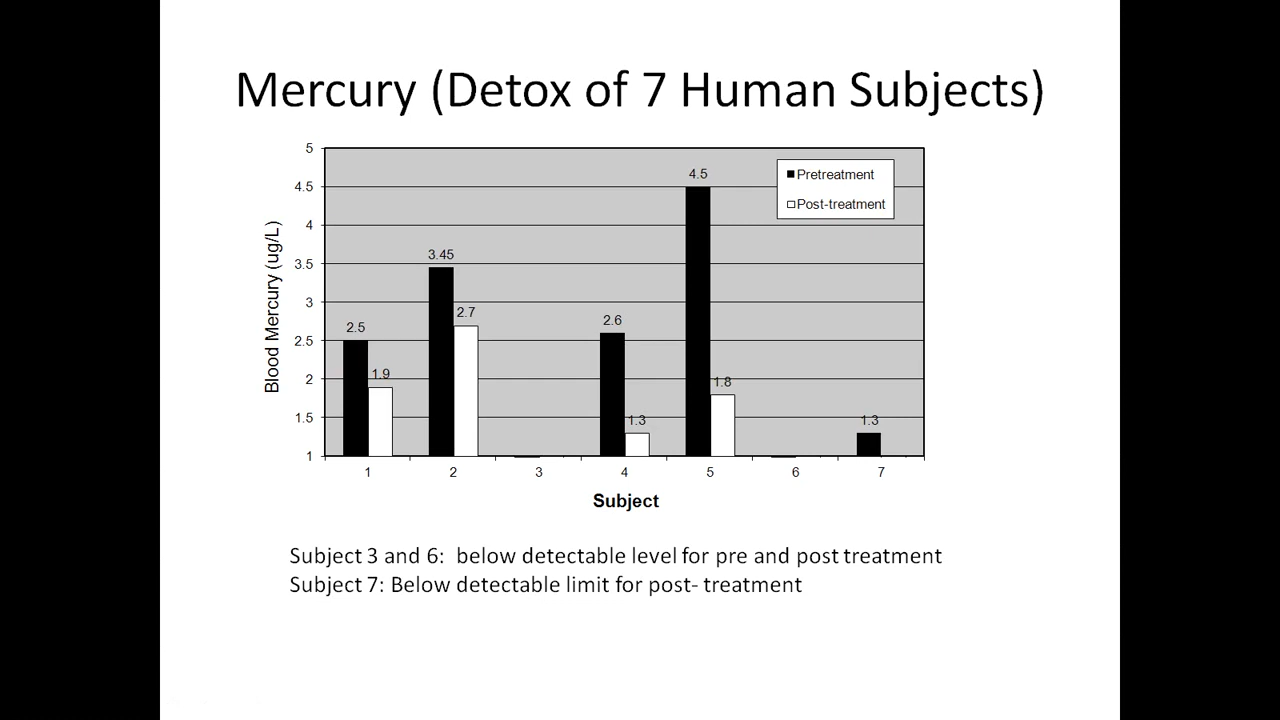 Mercury (Detox of 7 Human Subjects)
5
4.5
4
3.5
3
2.5
2
1.5
1
Blood Mercury (ug/L)
Pretreatment
Post-treatment
2.5
1.9
3.45
2.7
2.6
1.3
4.5
1.8
1.3
1 2 3 4 5 6 7
Subject
Subject 3 and 6:  below detectable level for pre and post treatment
Subject 7: Below detectable limit for post- treatment